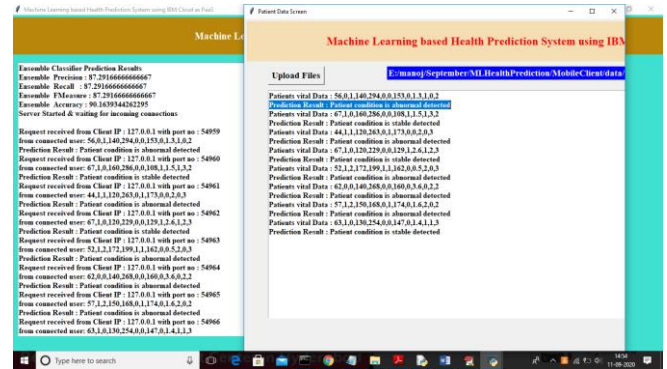 Machine Learning based Health Prediction System using IBM Cloud as PaaS
Machine Le
Ensemble Classifier Prediction Results
Ensemble Precision : 87.29166666666667
Ensemble Recall : 87.29166666666667
Ensemble FMeasure : 87.29166666666667
Ensemble Accuracy : 90.1639344262295
Server Started & waiting for incoming connections
Request received from Client IP : 127.0.0.1 with port no : 54959
from connected user: 56,0,1,140,294,0,0,153,0,1.3,1,0,2
Prediction Result : Patient condition is abnormal detected
Request received from Client IP : 127.0.0.1 with port no : 54960
from connected user: 67,1,0,160,286,0,0,108,1,1.5,1,3,2
Prediction Result : Patient condition is stable detected
Request received from Client IP : 127.0.0.1 with port no : 54961
from connected user: 44,1,1,120,263,0,1,173,0,0,2,0,3
Prediction Result : Patient condition is abnormal detected
Request received from Client IP : 127.0.0.1 with port no : 54962
from connected user: 67,1,0,120,229,0,0,129,1,2.6,1,2,3
Prediction Result : Patient condition is stable detected
Request received from Client IP : 127.0.0.1 with port no : 54963
from connected user: 52,1,2,172,199,1,1,162,0,0.5,2,0,3
Prediction Result : Patient condition is abnormal detected
Request received from Client IP : 127.0.0.1 with port no : 54964
from connected user: 62,0,0,140,268,0,0,160,0,3.6,0,2,2
Prediction Result : Patient condition is abnormal detected
Request received from Client IP : 127.0.0.1 with port no : 54965
from connected user: 57,1,2,150,168,0,1,174,0,1.6,2,0,2
Prediction Result : Patient condition is abnormal detected
Request received from Client IP : 127.0.0.1 with port no : 54966
from connected user: 63,1,0,130,254,0,0,147,0,1.4,1,1,3
Patient Data Screen
Machine Learning based Health Prediction System using IBM
Upload Files
E:/manoj/September/MLHealthPrediction/MobileClient/data/
Patients vital Data : 56,0,1,140,294,0,0,153,0,1.3,1,0,2
Prediction Result : Patient condition is abnormal detected
Patients vital Data : 67,1,0,160,286,0,0,108,1,1.5,1,3,2
Prediction Result : Patient condition is stable detected
Patients vital Data : 44,1,1,120,263,0,1,173,0,0,2,0,3
Prediction Result : Patient condition is abnormal detected
Patients vital Data : 67,1,0,120,229,0,0,129,1,2.6,1,2,3
Prediction Result : Patient condition is stable detected
Patients vital Data : 52,1,2,172,199,1,1,162,0,0.5,2,0,3
Prediction Result : Patient condition is abnormal detected
Patients vital Data : 62,0,0,140,268,0,0,160,0,3.6,0,2,2
Prediction Result : Patient condition is abnormal detected
Patients vital Data : 57,1,2,150,168,0,1,174,0,1.6,2,0,2
Prediction Result : Patient condition is abnormal detected
Patients vital Data : 63,1,0,130,254,0,0,147,0,1.4,1,1,3
Prediction Result : Patient condition is stable detected
Type here to search
14:54
11-09-2020